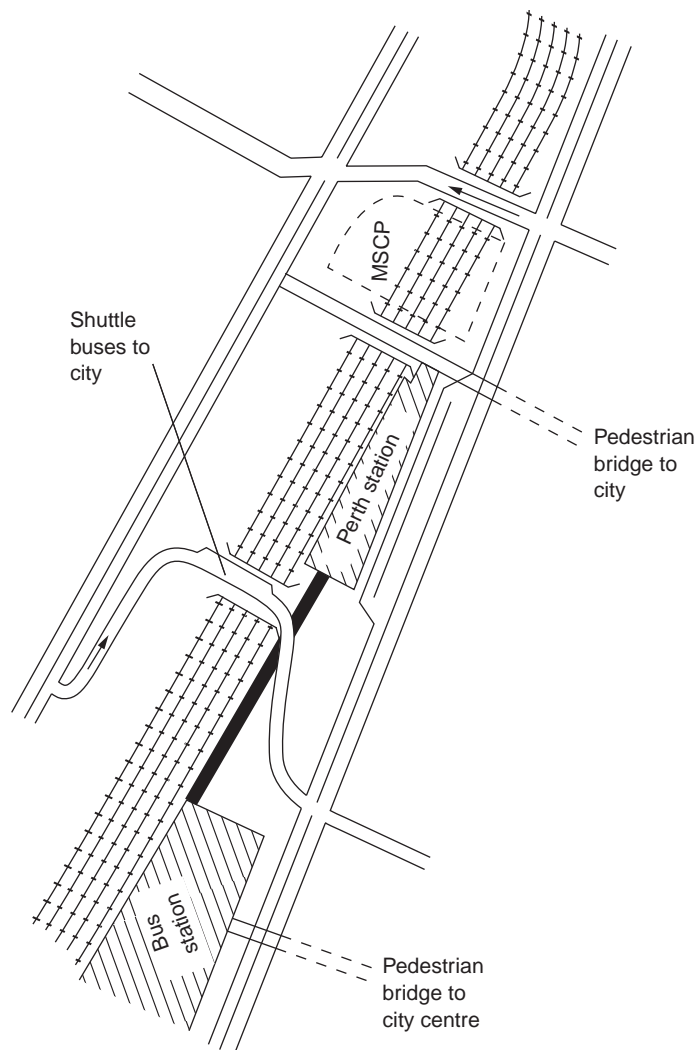 MSCP
Shuttle
buses to
city
Pedestrian
bridge to
city
Perth station
Bus
station
Pedestrian
bridge to
city centre